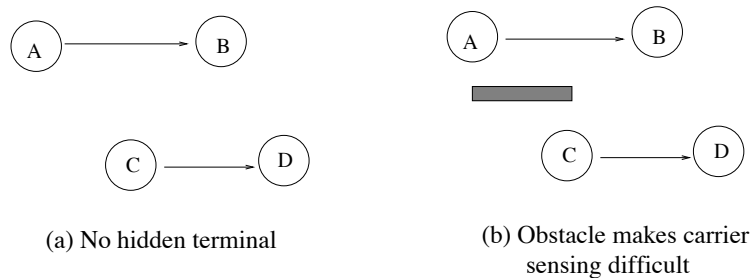 A
B
C
D
(a) No hidden terminal
A
B
C
D
(b) Obstacle makes carrier
sensing difficult